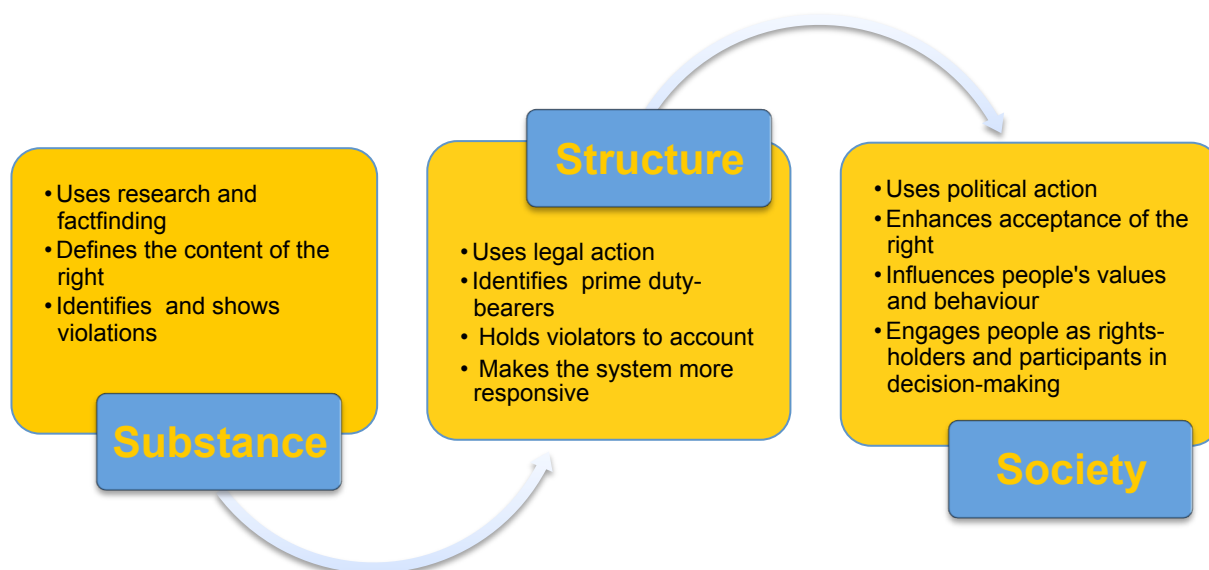 • Uses research and
factfinding
• Defines the content of the
right
• Identifies and shows
violations
Substance
Structure
• Uses legal action
• Identifies prime duty-
bearers
• Holds violators to account
• Makes the system more
responsive
• Uses political action
• Enhances acceptance of the
right
• Influences people's values
and behaviour
• Engages people as rights-
holders and participants in
decision-making
Society